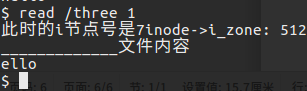 $ read /three 1
此时的i节点号是7inode->i_zone: 512
_____________文件内容
ello
$